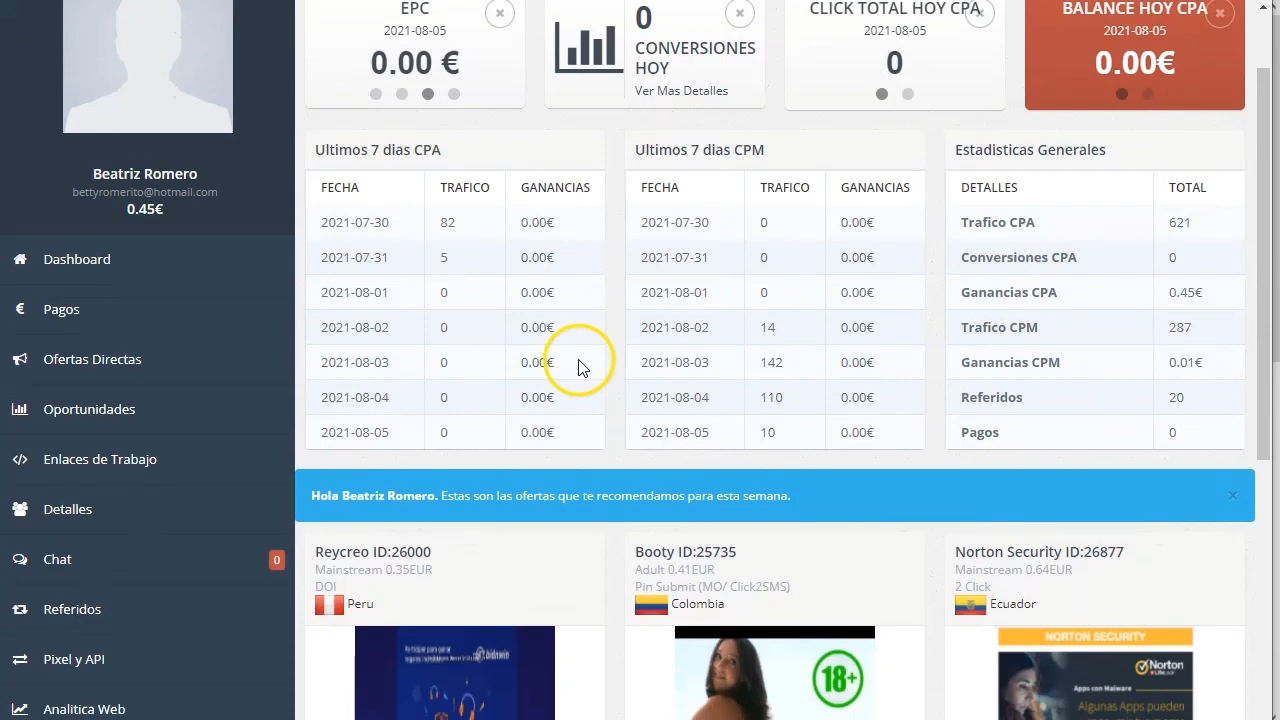 EPC
2021-08-05
0.00 €
0
CONVERSIONES
HOY
Ver Mas Detalles
CLICK TOTAL HOY CPA
2021-08-05
0
BALANCE HOY CPA
2021-08-05
0.00€
Beatriz Romero
bettyromerito@hotmail.com
0.45€
Dashboard
Pagos
Ofertas Directas
Oportunidades
Enlaces de Trabajo
Detalles
Chat 0
Referidos
Pixel y API
Analitica Web
Ultimos 7 dias CPA
FECHA TRAFICO GANANCIAS
2021-07-30 82 0.00€
2021-07-31 5 0.00€
2021-08-01 0 0.00€
2021-08-02 0 0.00€
2021-08-03 0 0.00€
2021-08-04 0 0.00€
2021-08-05 0 0.00€
Ultimos 7 dias CPM
FECHA TRAFICO GANANCIAS
2021-07-30 0 0.00€
2021-07-31 0 0.00€
2021-08-01 0 0.00€
2021-08-02 14 0.00€
2021-08-03 142 0.00€
2021-08-04 110 0.00€
2021-08-05 10 0.00€
Estadisticas Generales
DETALLES TOTAL
Trafico CPA 621
Conversiones CPA 0
Ganancias CPA 0.45€
Trafico CPM 287
Ganancias CPM 0.01€
Referidos 20
Pagos 0
Hola Beatriz Romero. Estas son las ofertas que te recomendamos para esta semana.
Reycreo ID:26000
Mainstream 0.35EUR
DOI
Peru
Booty ID:25735
Adult 0.41EUR
Pin Submit (MO/ Click2SMS)
Colombia
18+
Norton Security ID:26877
Mainstream 0.64EUR
2 Click
Ecuador
NORTON SECURITY
Norton
Apps con Malware
Algunas Apps pueden